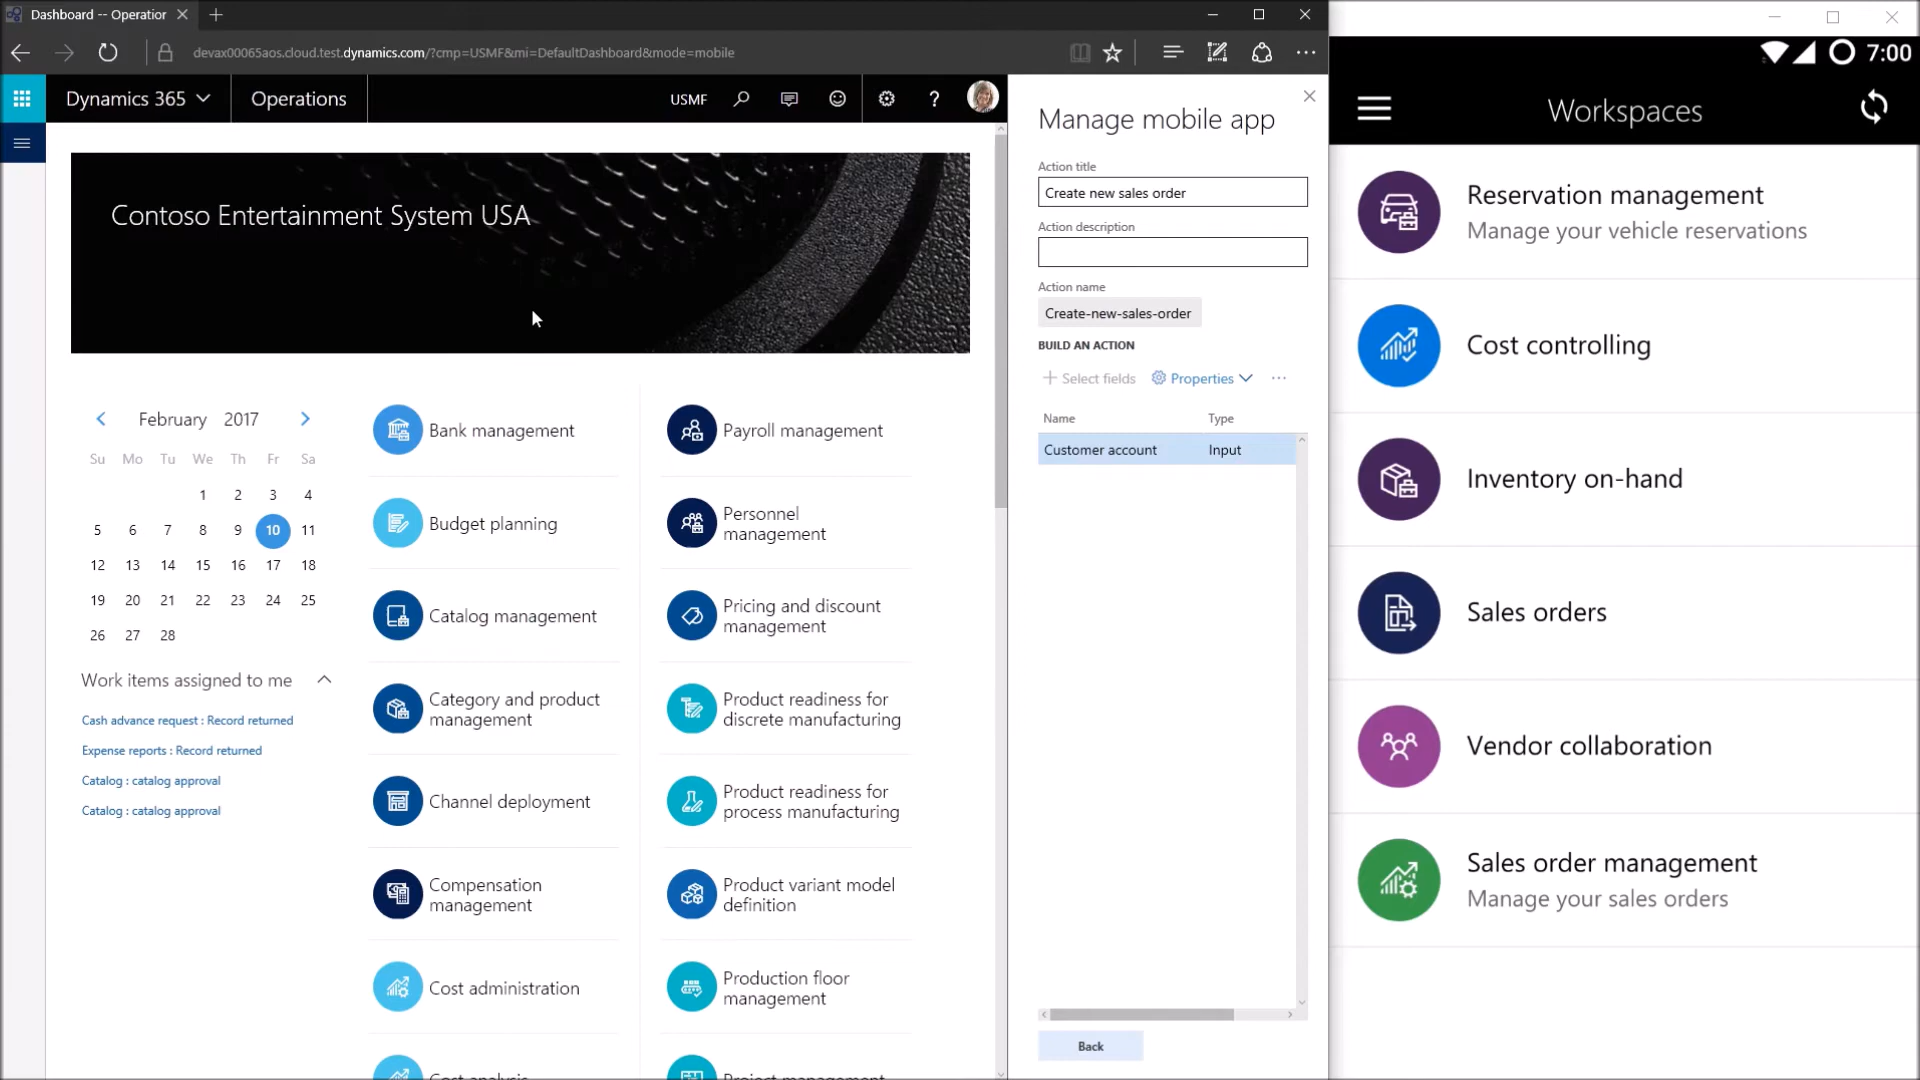 Dashboard -- Operation
devax00065aos.cloud.test.dynamics.com/?cmp=USMF&mi=DefaultDashboard&mode=mobile
Dynamics 365
Operations
USMF
?
Contoso Entertainment System USA
February 2017
Su Mo Tu We Th Fr Sa
1 2 3 4
5 6 7 8 9 10 11
12 13 14 15 16 17 18
19 20 21 22 23 24 25
26 27 28
Work items assigned to me
Cash advance request : Record returned
Expense reports : Record returned
Catalog : catalog approval
Catalog : catalog approval
Bank management
Budget planning
Catalog management
Category and product
management
Channel deployment
Compensation
management
Cost administration
Cost analysis
Payroll management
Personnel
management
Pricing and discount
management
Product readiness for
discrete manufacturing
Product readiness for
process manufacturing
Product variant model
definition
Production floor
management
Project management
Manage mobile app
Action title
Create new sales order
Action description
Action name
Create-new-sales-order
BUILD AN ACTION
Select fields
Properties
Name Type
Customer account Input
Back
7:00
Workspaces
Reservation management
Manage your vehicle reservations
Cost controlling
Inventory on-hand
Sales orders
Vendor collaboration
Sales order management
Manage your sales orders